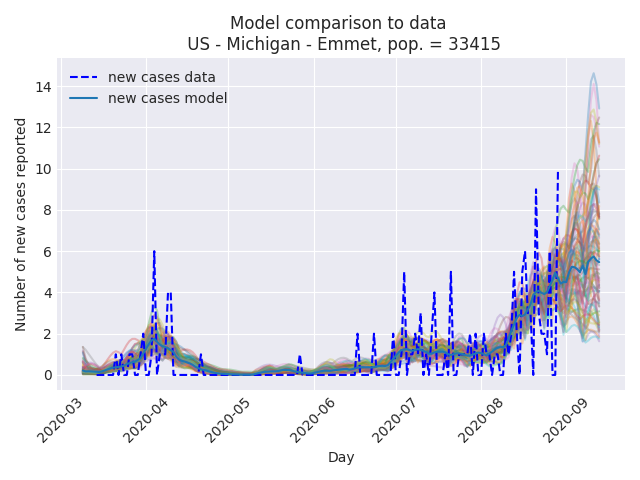 Model comparison to data
US - Michigan - Emmet, pop. = 33415
new cases data
new cases model
Number of new cases reported
14
12
10
8
6
4
2
0
2020-03
2020-04
2020-05
2020-06
2020-07
2020-08
2020-09
Day